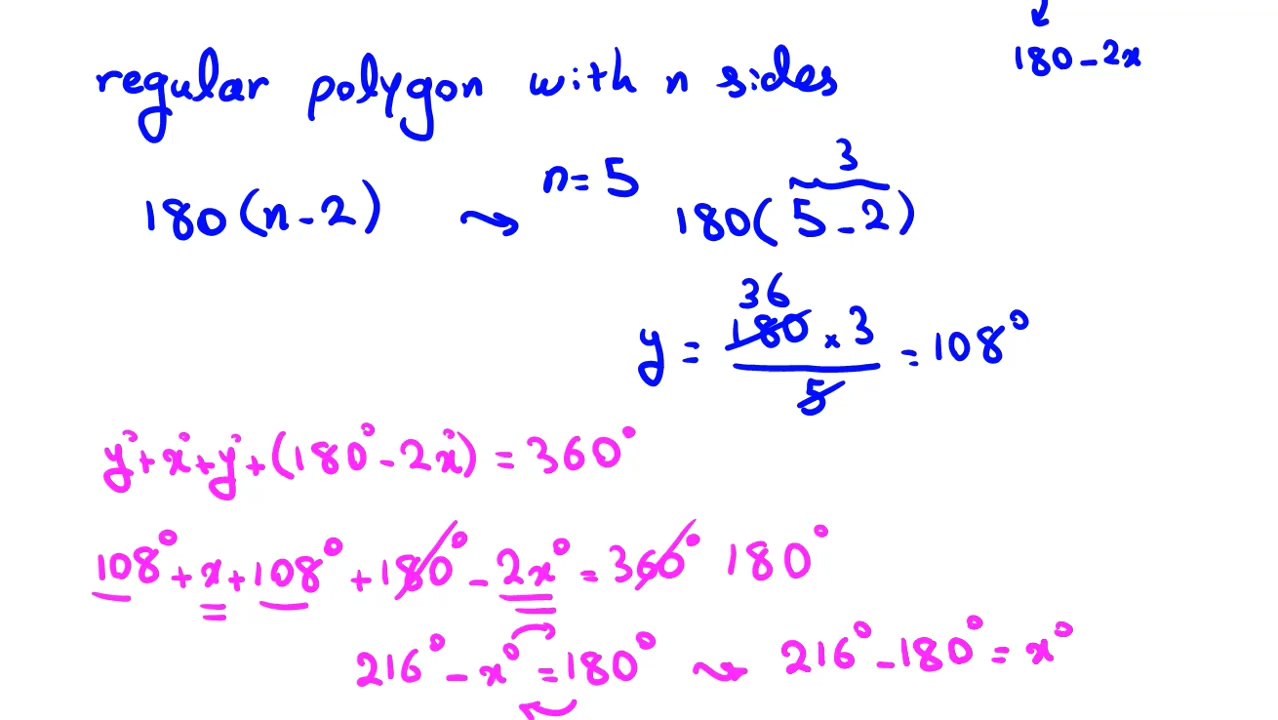 180 - 2x
regular polygon with n sides
180(n - 2) ⇝ n = 5 180(5 - 2)
3
36
y = 180 × 3 / 5 = 108°
y° + x° + y° + (180° - 2x°) = 360°
108° + x + 108° + 180° - 2x° = 360° 180°
216° - x° = 180° ⇝ 216° - 180° = x°